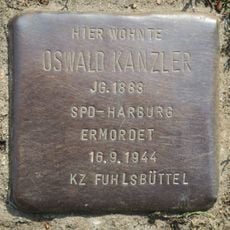 HIER WOHNTE
OSWALD KANZLER
JG. 1883
SPD-HARBURG
ERMORDET
16.9.1944
KZ FUHLSBÜTTEL